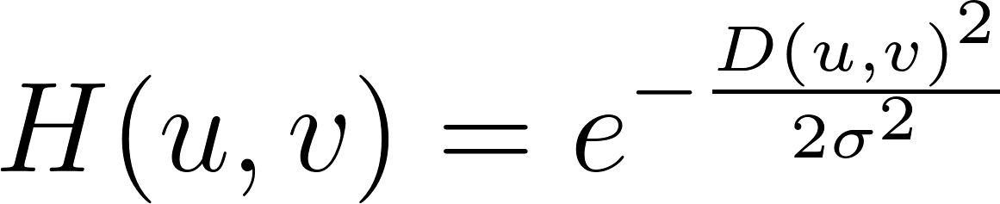 H(u, v) = e^{-\frac{D(u,v)^2}{2\sigma^2}}